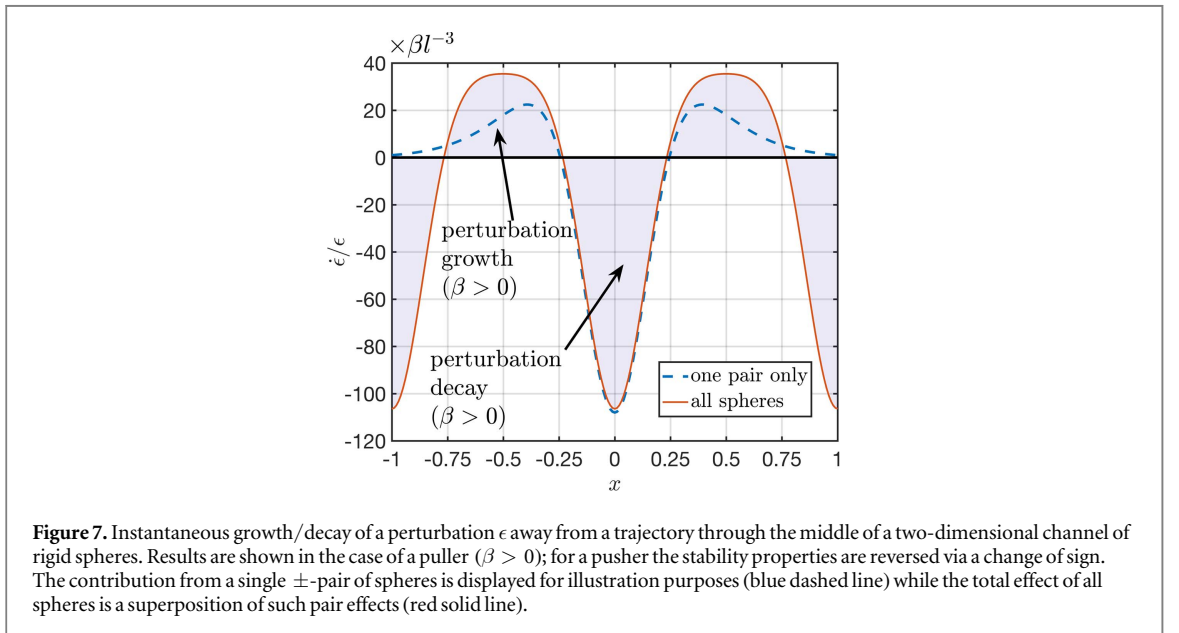 ×βl⁻³
40
20
0
-20
-40
-60
-80
-100
-120
ϵ̇/ϵ
perturbation
growth
(β > 0)
perturbation
decay
(β > 0)
one pair only
all spheres
-1 -0.75 -0.5 -0.25 0 0.25 0.5 0.75 1
x
Figure 7. Instantaneous growth/decay of a perturbation ϵ away from a trajectory through the middle of a two-dimensional channel of
rigid spheres. Results are shown in the case of a puller (β > 0); for a pusher the stability properties are reversed via a change of sign.
The contribution from a single ±-pair of spheres is displayed for illustration purposes (blue dashed line) while the total effect of all
spheres is a superposition of such pair effects (red solid line).